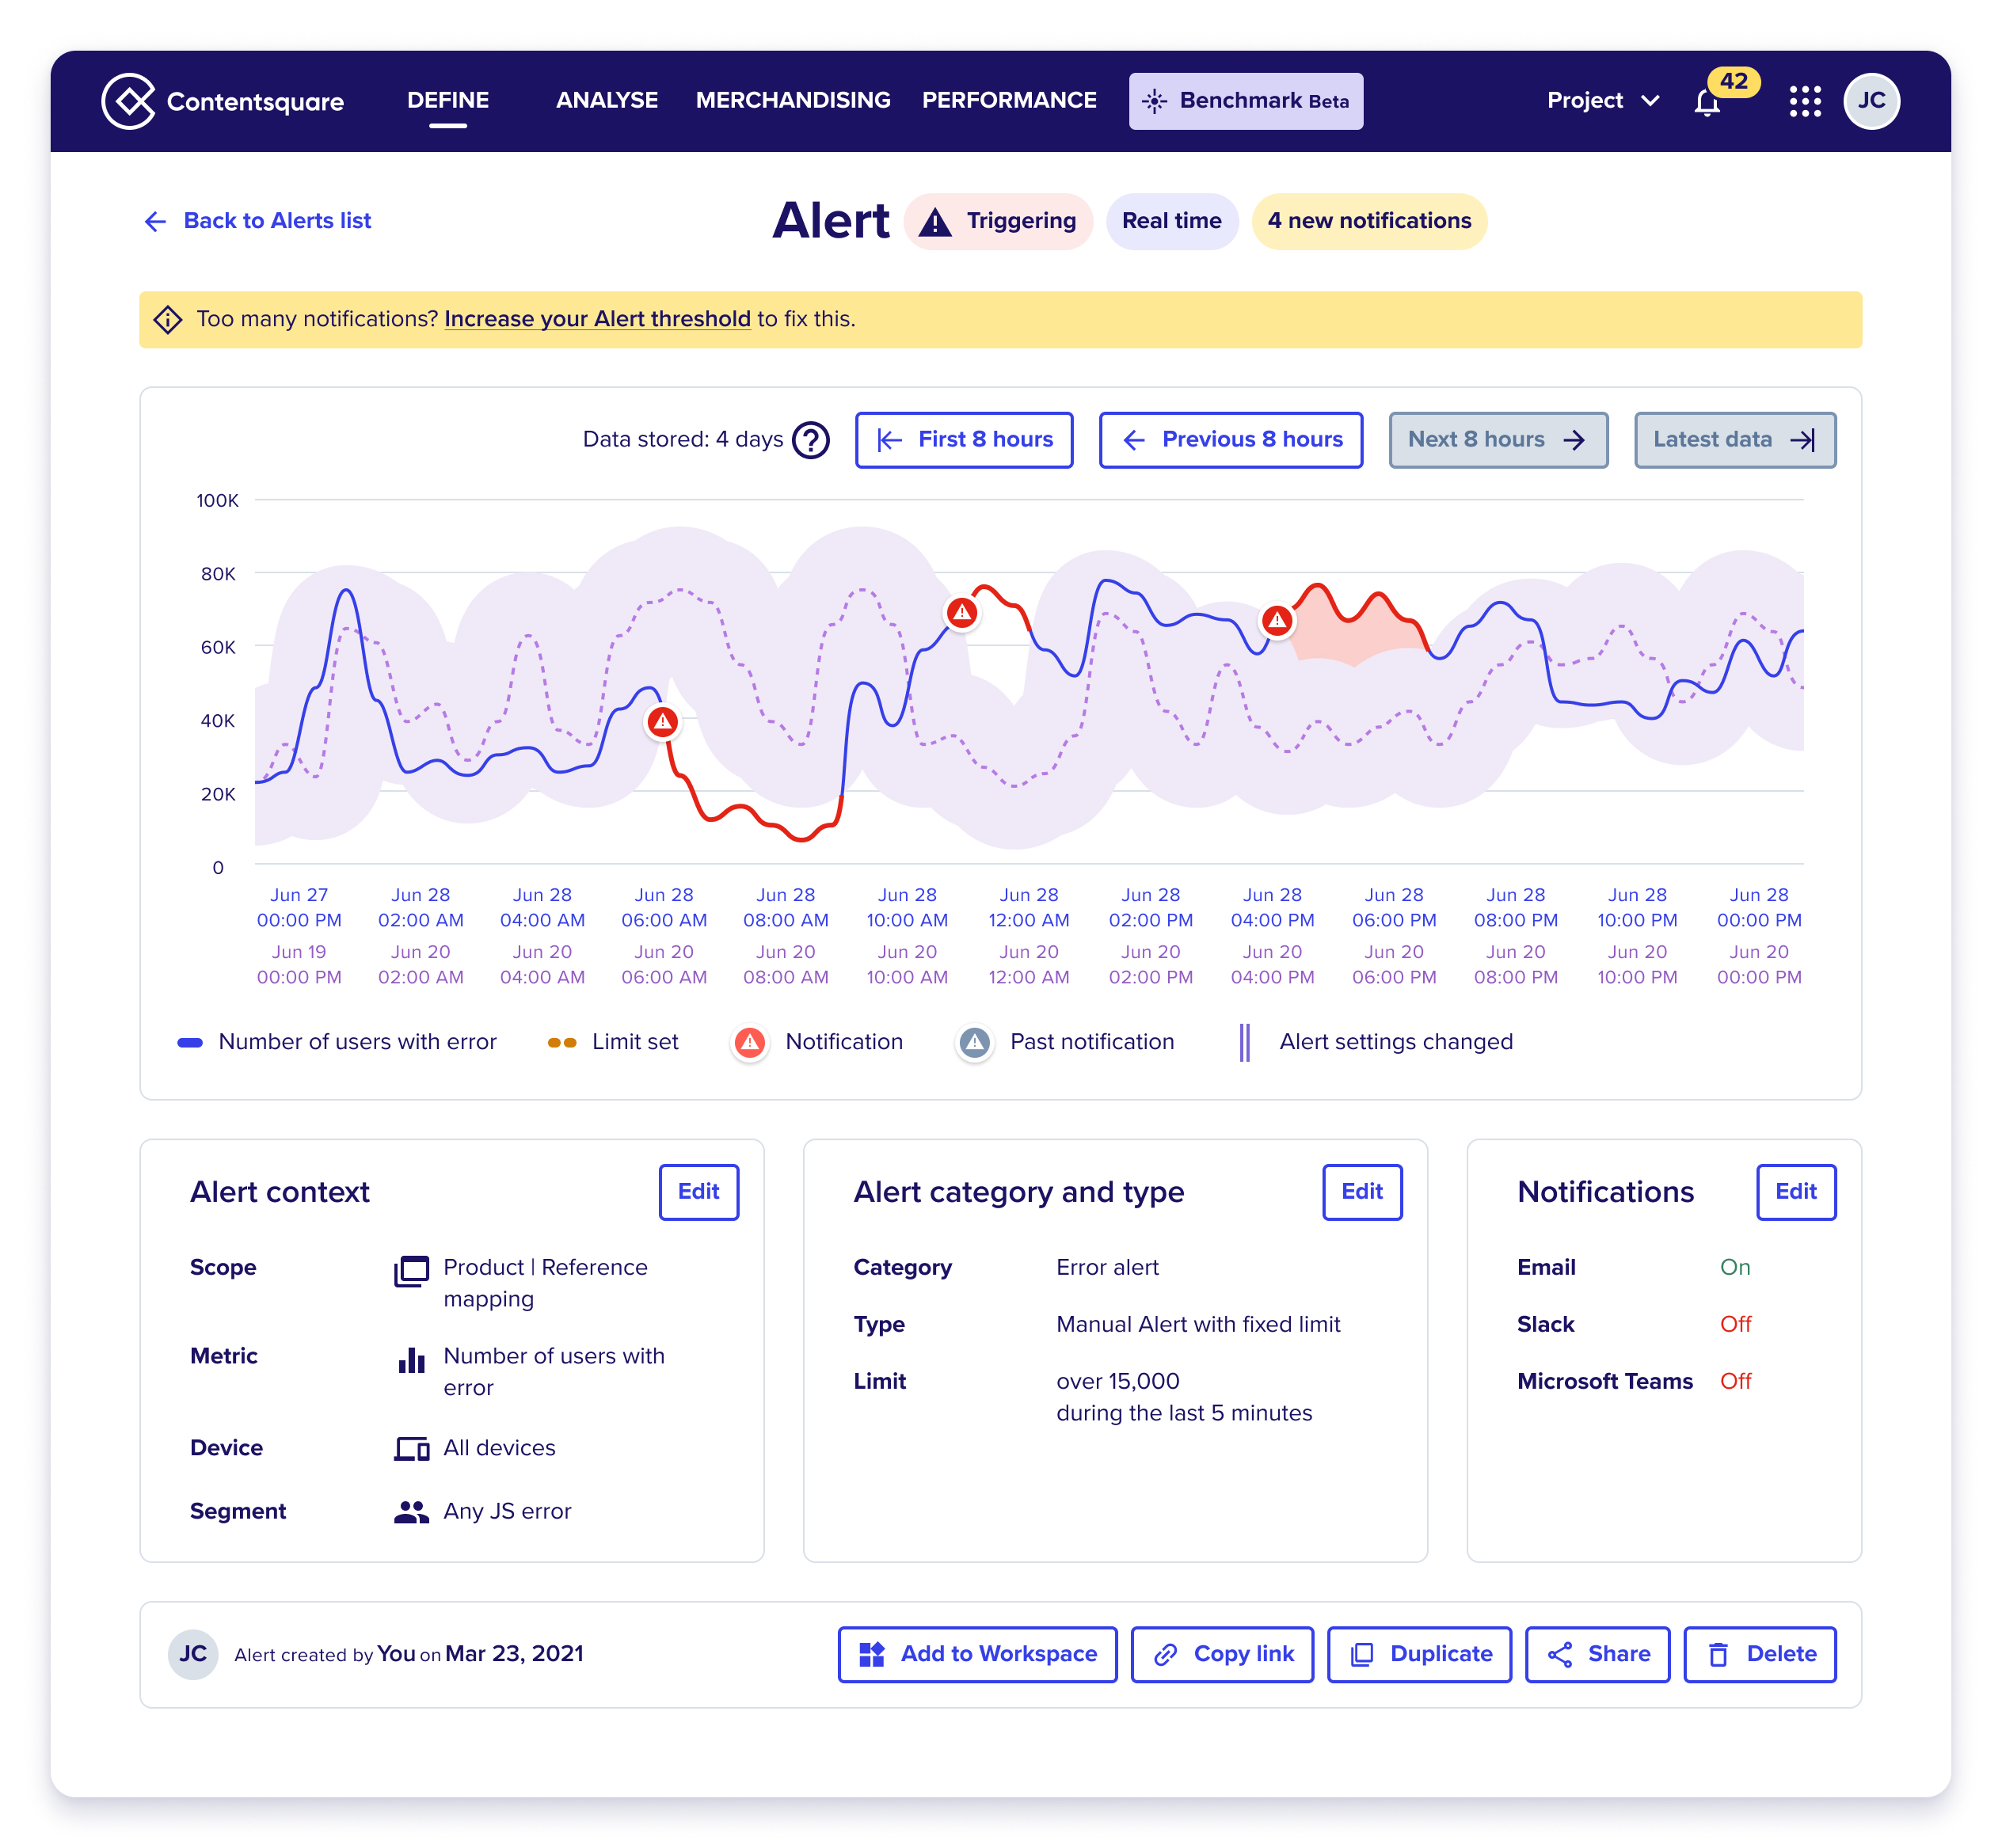 Contentsquare
DEFINE
ANALYSE
MERCHANDISING
PERFORMANCE
Benchmark Beta
Project
42
JC
Back to Alerts list
Alert
Triggering
Real time
4 new notifications
Too many notifications? Increase your Alert threshold to fix this.
Data stored: 4 days
First 8 hours
Previous 8 hours
Next 8 hours
Latest data
100K
80K
60K
40K
20K
0
Jun 27 Jun 28 Jun 28 Jun 28 Jun 28 Jun 28 Jun 28 Jun 28 Jun 28 Jun 28 Jun 28 Jun 28 Jun 28
00:00 PM 02:00 AM 04:00 AM 06:00 AM 08:00 AM 10:00 AM 12:00 AM 02:00 PM 04:00 PM 06:00 PM 08:00 PM 10:00 PM 00:00 PM
Jun 19 Jun 20 Jun 20 Jun 20 Jun 20 Jun 20 Jun 20 Jun 20 Jun 20 Jun 20 Jun 20 Jun 20 Jun 20
00:00 PM 02:00 AM 04:00 AM 06:00 AM 08:00 AM 10:00 AM 12:00 AM 02:00 PM 04:00 PM 06:00 PM 08:00 PM 10:00 PM 00:00 PM
Number of users with error
Limit set
Notification
Past notification
Alert settings changed
Alert context
Edit
Scope
Product | Reference
mapping
Metric
Number of users with
error
Device
All devices
Segment
Any JS error
Alert category and type
Edit
Category
Error alert
Type
Manual Alert with fixed limit
Limit
over 15,000
during the last 5 minutes
Notifications
Edit
Email
On
Slack
Off
Microsoft Teams
Off
JC
Alert created by You on Mar 23, 2021
Add to Workspace
Copy link
Duplicate
Share
Delete